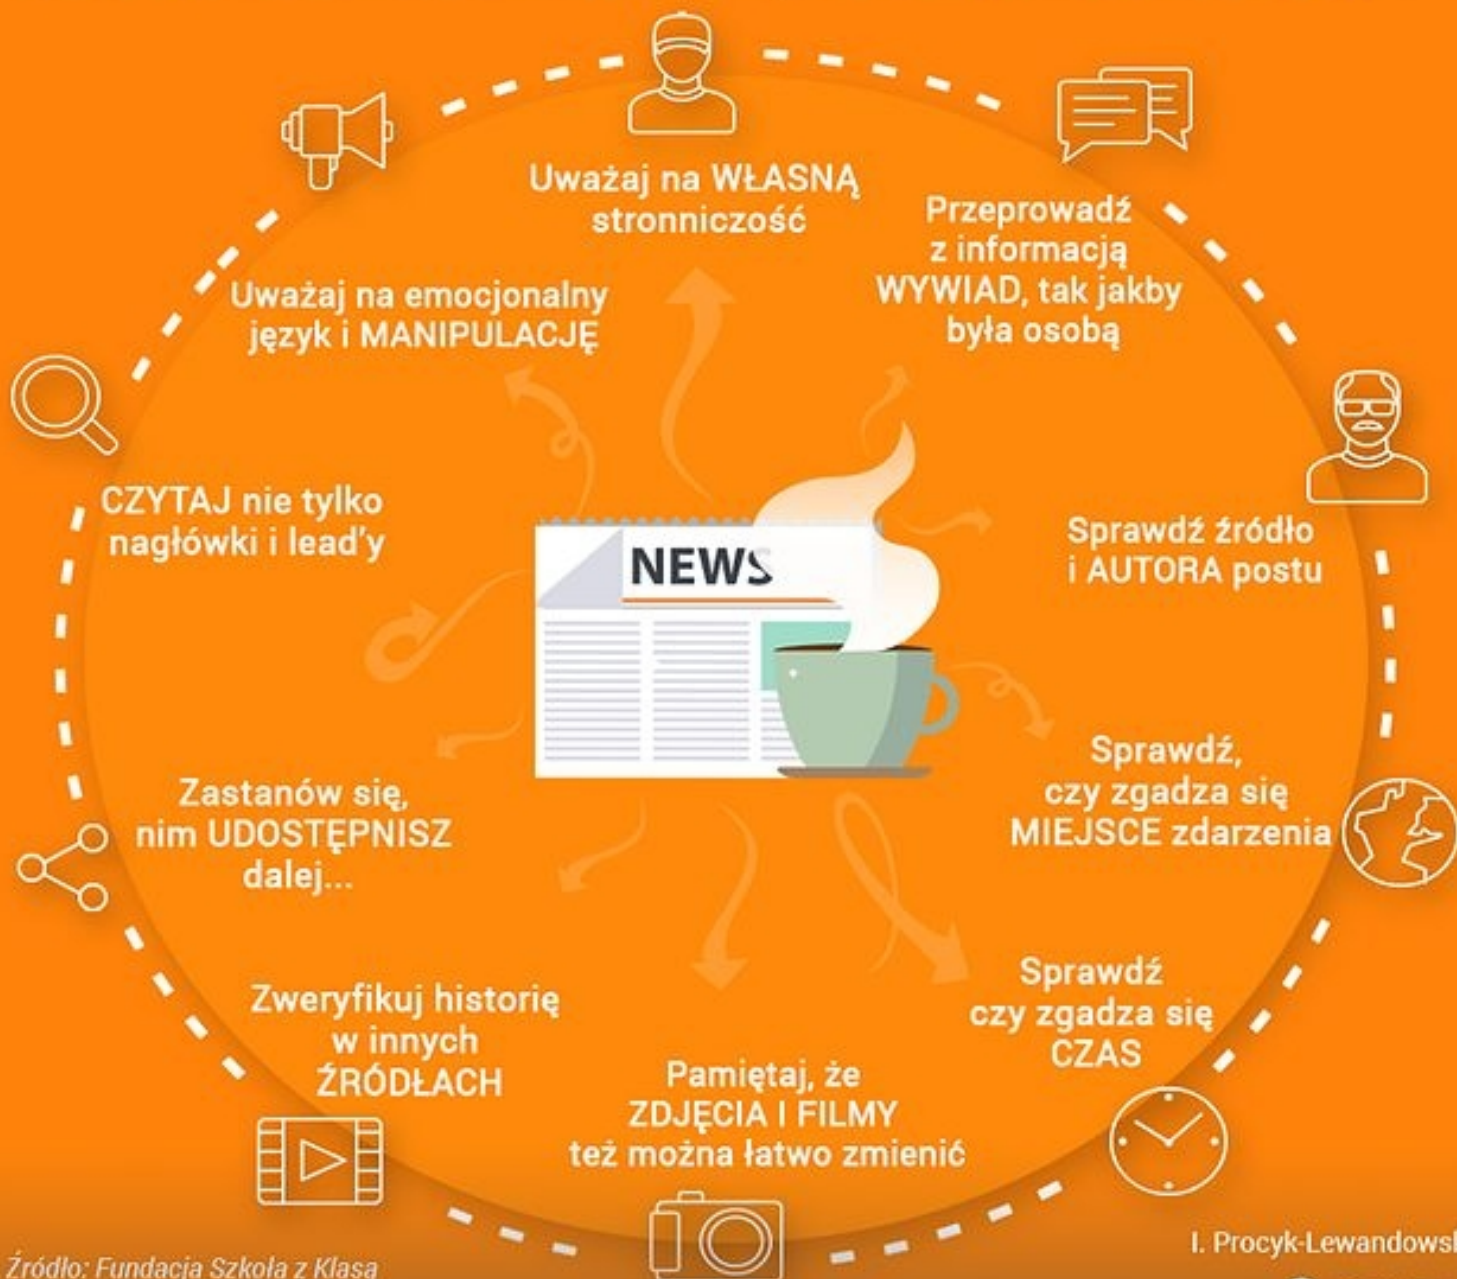 Uważaj na WŁASNĄ
stronniczość
Przeprowadź
z informacją
WYWIAD, tak jakby
była osobą
Uważaj na emocjonalny
język i MANIPULACJĘ
CZYTAJ nie tylko
nagłówki i lead'y
NEWS
Sprawdź źródło
i AUTORA postu
Sprawdź,
czy zgadza się
MIEJSCE zdarzenia
Zastanów się,
nim UDOSTĘPNISZ
dalej...
Sprawdź
czy zgadza się
CZAS
Zweryfikuj historię
w innych
ŹRÓDŁACH
Pamiętaj, że
ZDJĘCIA I FILMY
też można łatwo zmienić
I. Procyk-Lewandowsk
Źródło: Fundacja Szkoła z Klasą